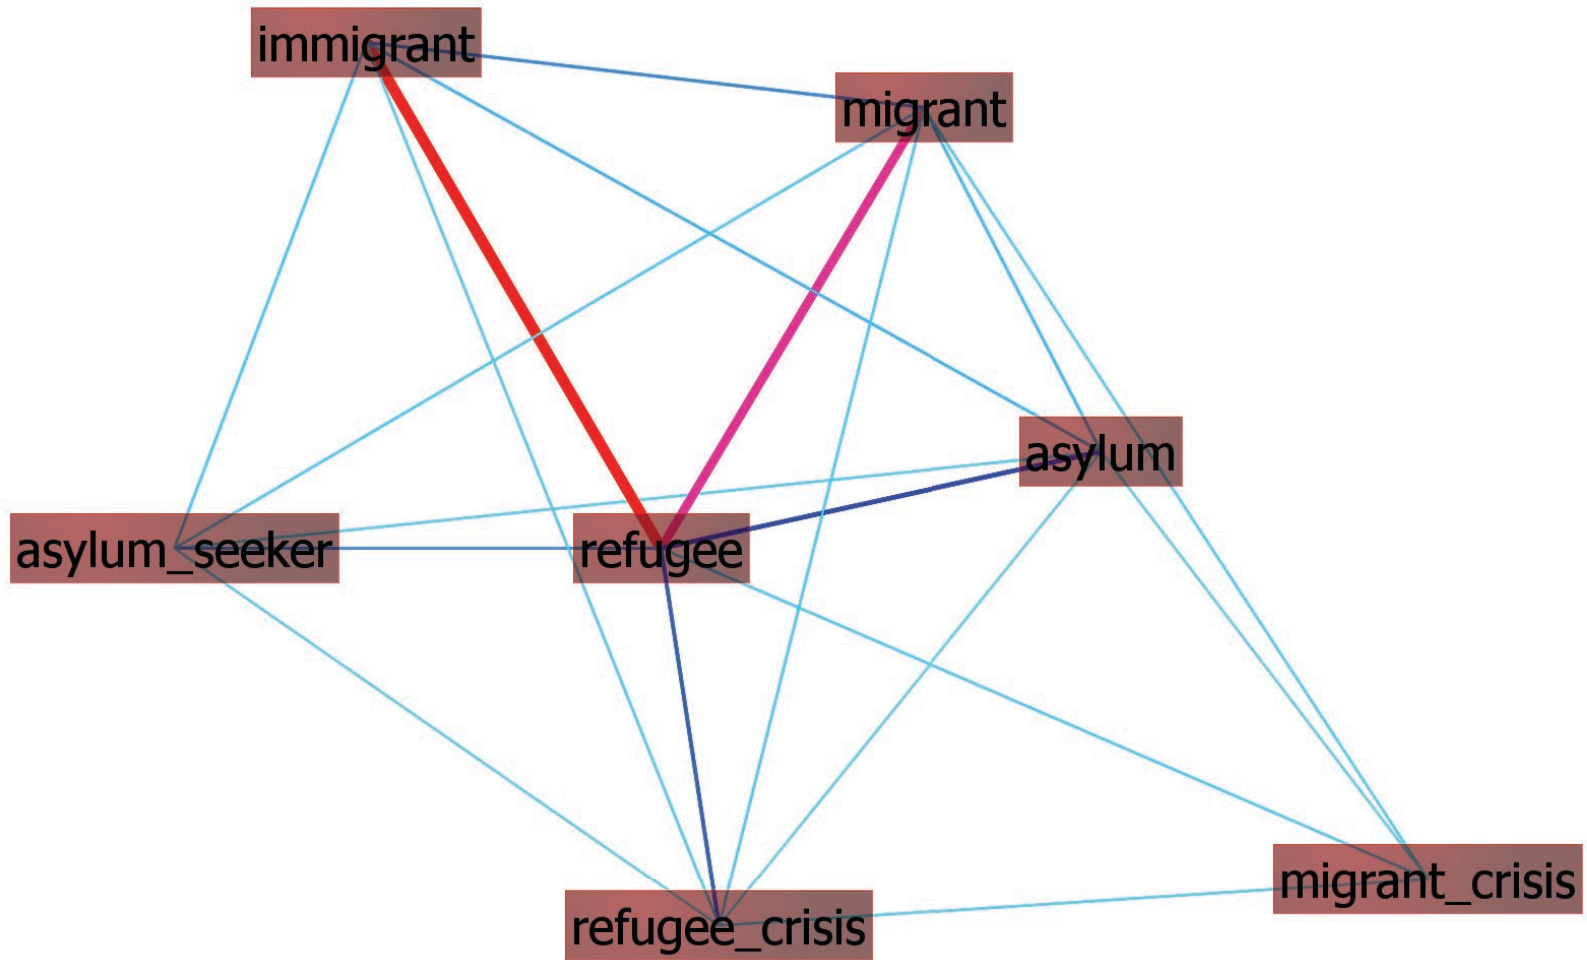 immigrant
migrant
asylum
asylum_seeker
refugee
migrant_crisis
refugee_crisis